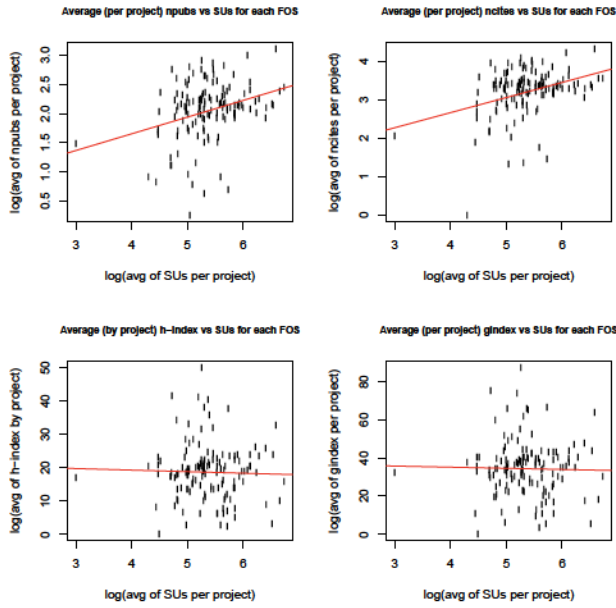 Average (per project) npubs vs SUs for each FOS
log(avg of npubs per project)
3.0
2.5
2.0
1.5
1.0
0.5
3 4 5 6
log(avg of SUs per project)
Average (per project) ncites vs SUs for each FOS
log(avg of ncites per project)
4
3
2
1
0
3 4 5 6
log(avg of SUs per project)
Average (by project) h-index vs SUs for each FOS
log(avg of h-index by project)
50
40
30
20
10
0
3 4 5 6
log(avg of SUs per project)
Average (per project) gindex vs SUs for each FOS
log(avg of gindex per project)
80
60
40
20
0
3 4 5 6
log(avg of SUs per project)